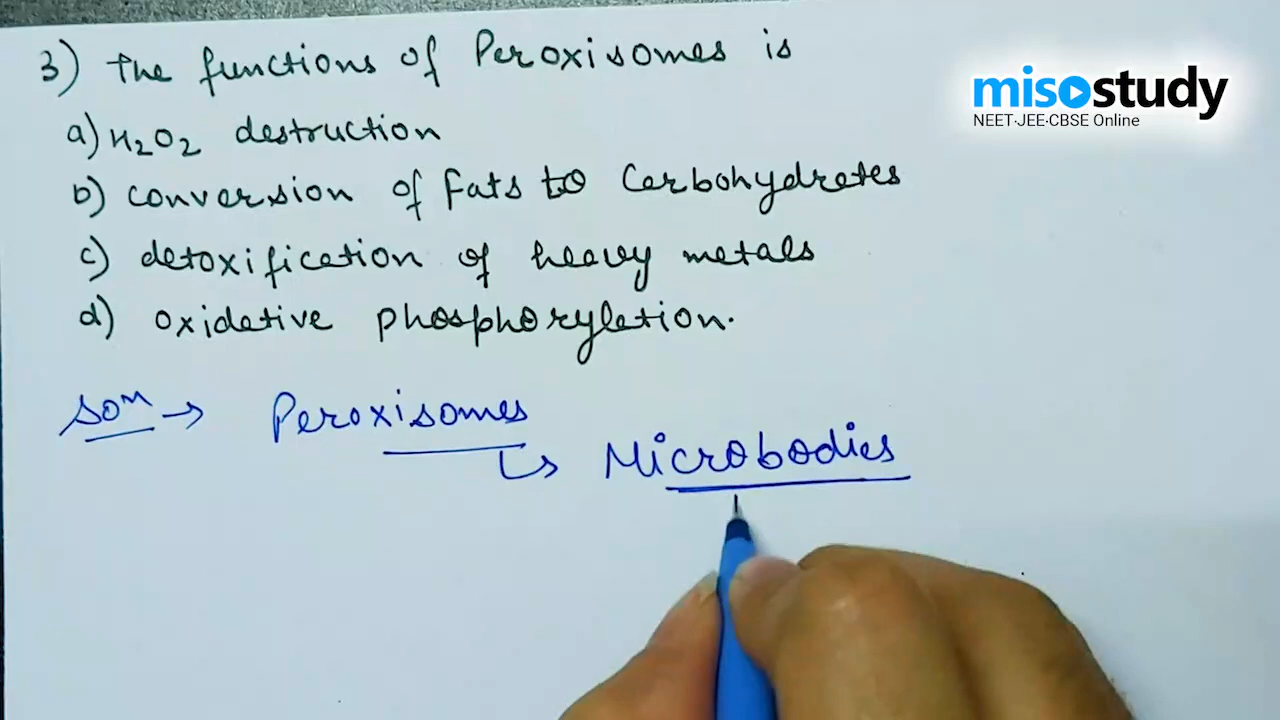 3) The functions of Peroxisomes is
misostudy
NEET-JEE-CBSE Online
a) H₂O₂ destruction
b) conversion of fats to Carbohydrates
c) detoxification of heavy metals
d) oxidative phosphorylation.
soⁿ → Peroxisomes
↳ Microbodies